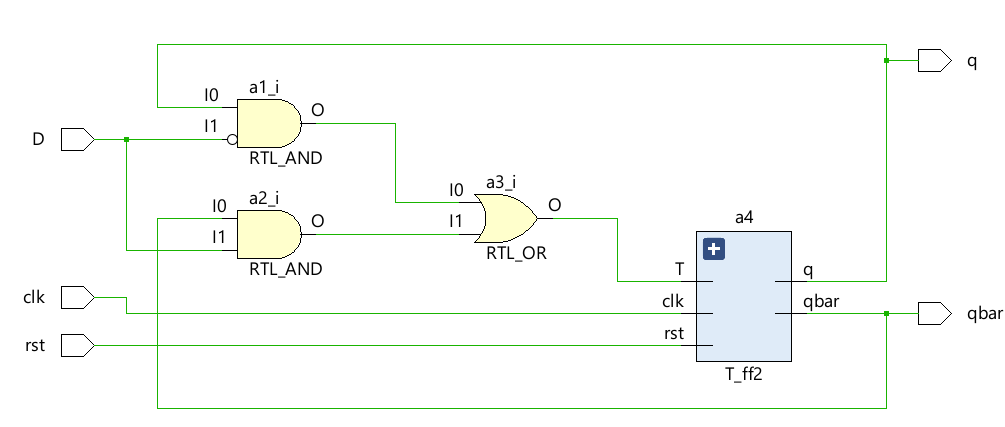 q
a1_i
I0
O
I1
D
RTL_AND
a3_i
a2_i
I0
O
I0
O
I1
I1
a4
RTL_OR
RTL_AND
T
q
clk
clk
qbar
qbar
rst
rst
T_ff2